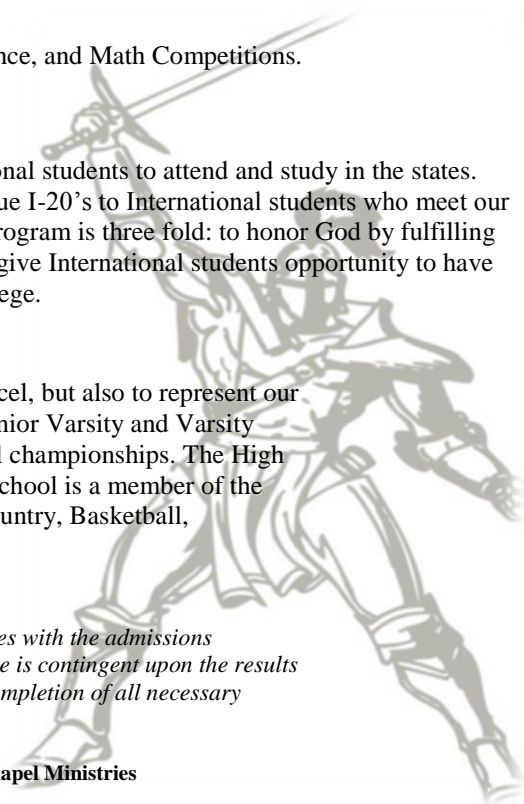 nce, and Math Competitions.
onal students to attend and study in the states.
ue I-20’s to International students who meet our
rogram is three fold: to honor God by fulfilling
give International students opportunity to have
ege.
cel, but also to represent our
nior Varsity and Varsity
l championships. The High
chool is a member of the
ountry, Basketball,
es with the admissions
e is contingent upon the results
mpletion of all necessary
apel Ministries